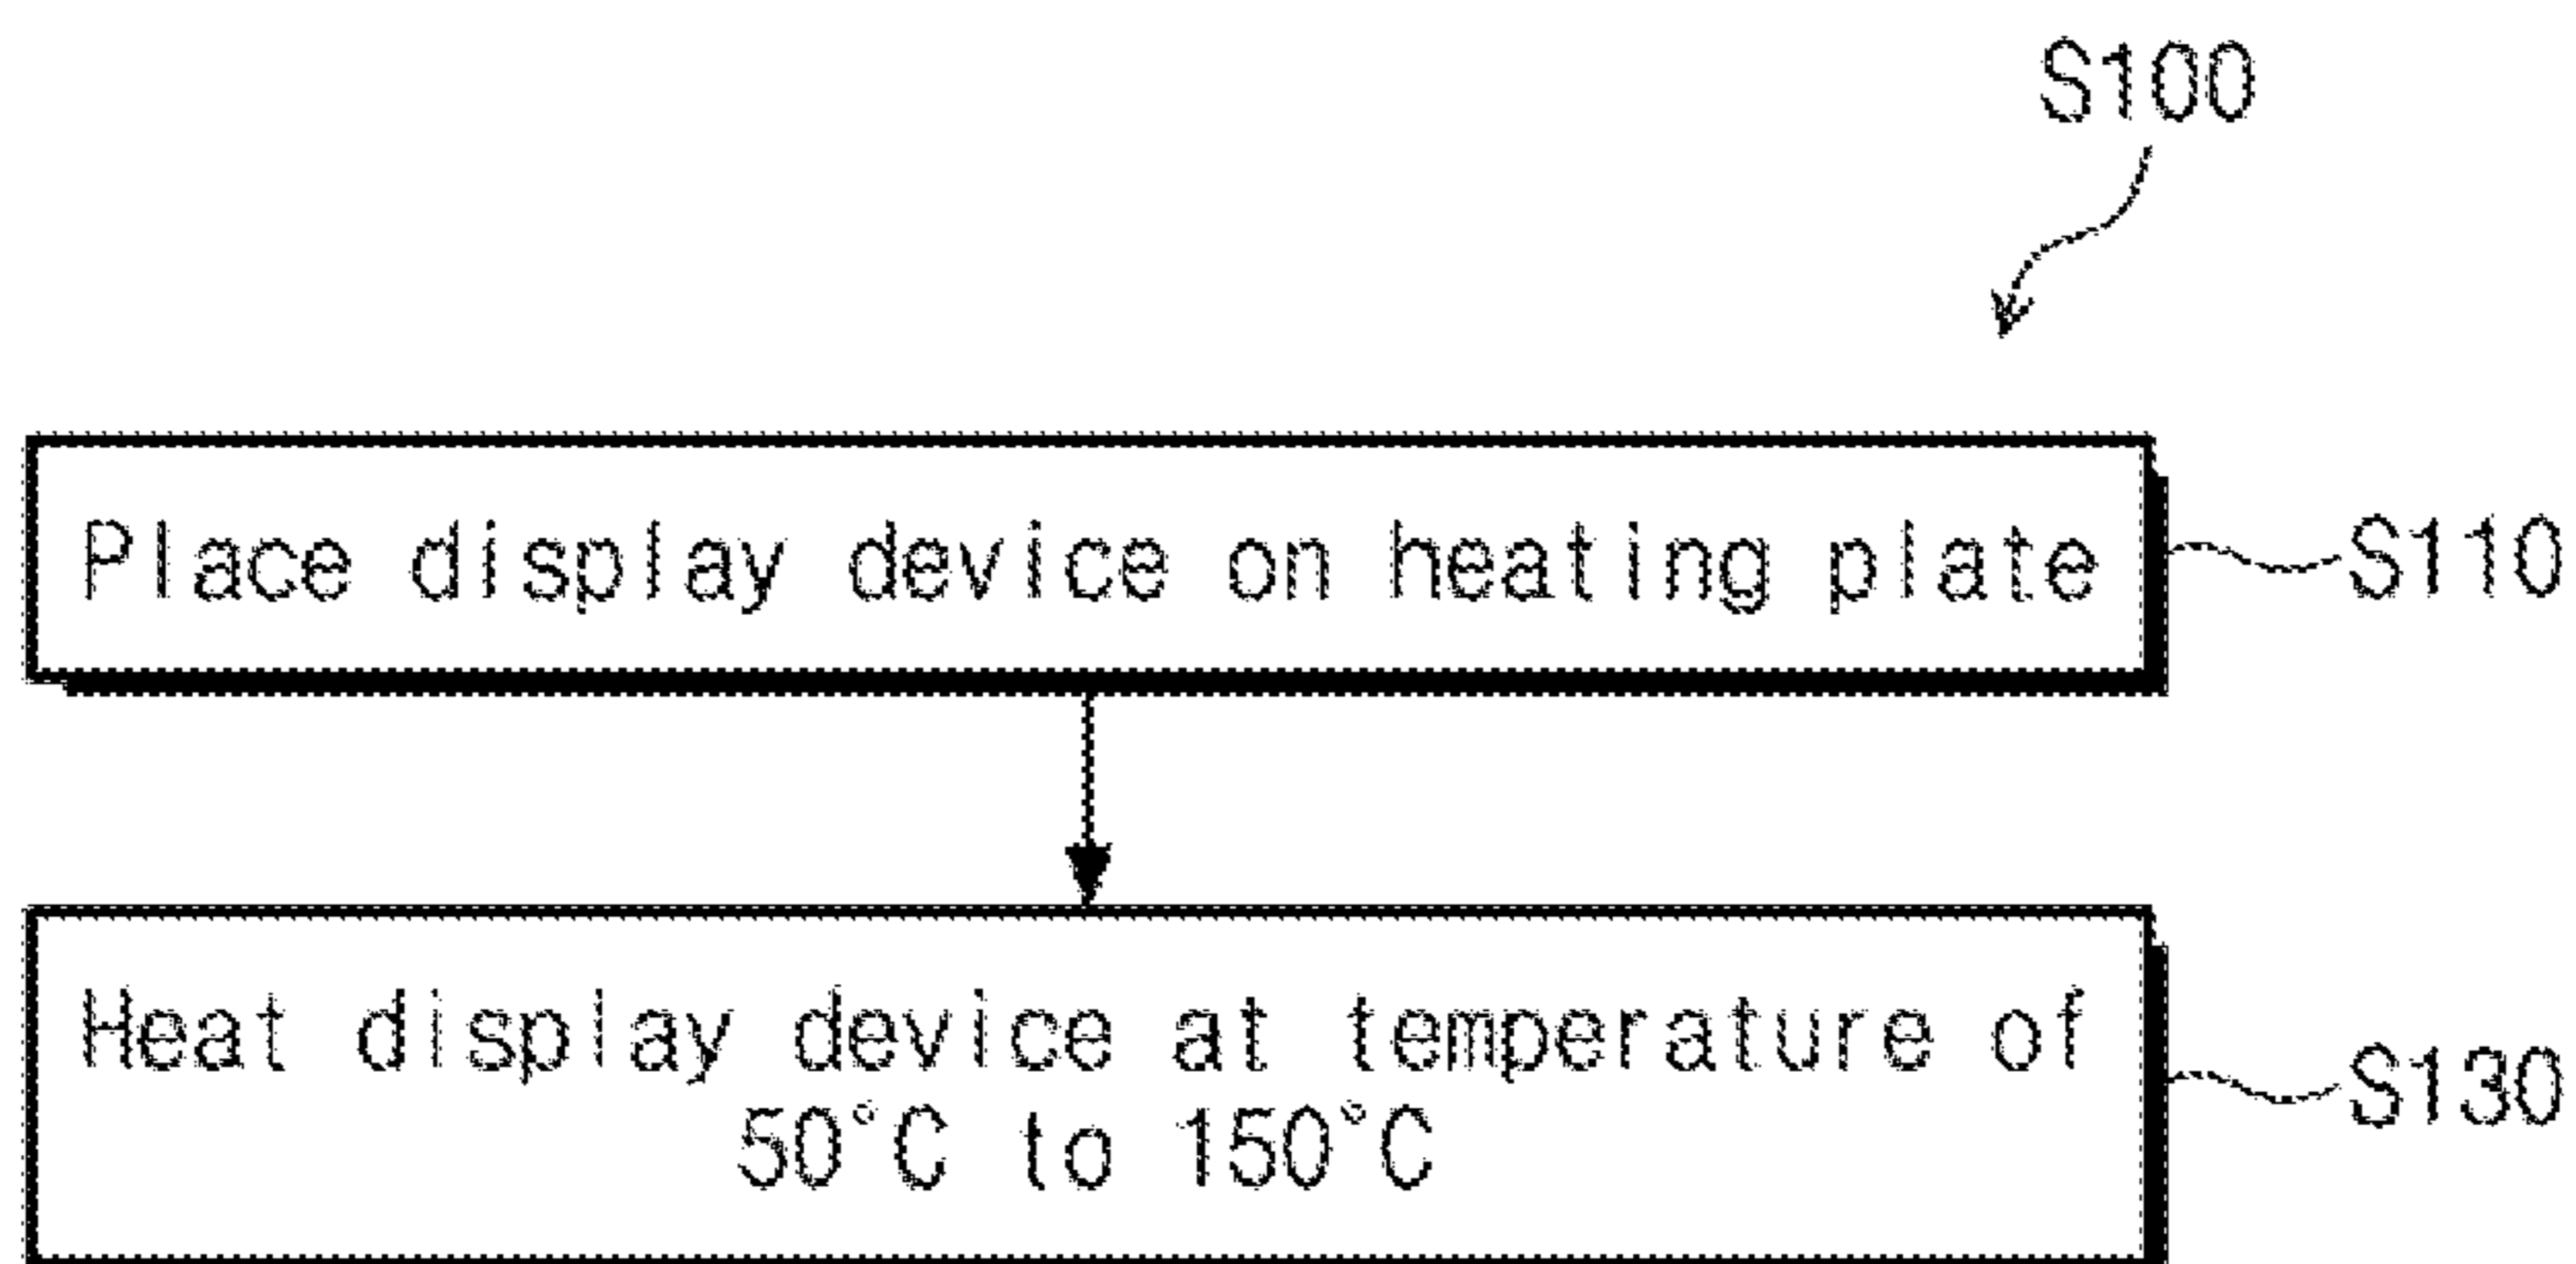 S100
Place display device on heating plate
S110
Heat display device at temperature of
50°C to 150°C
S130